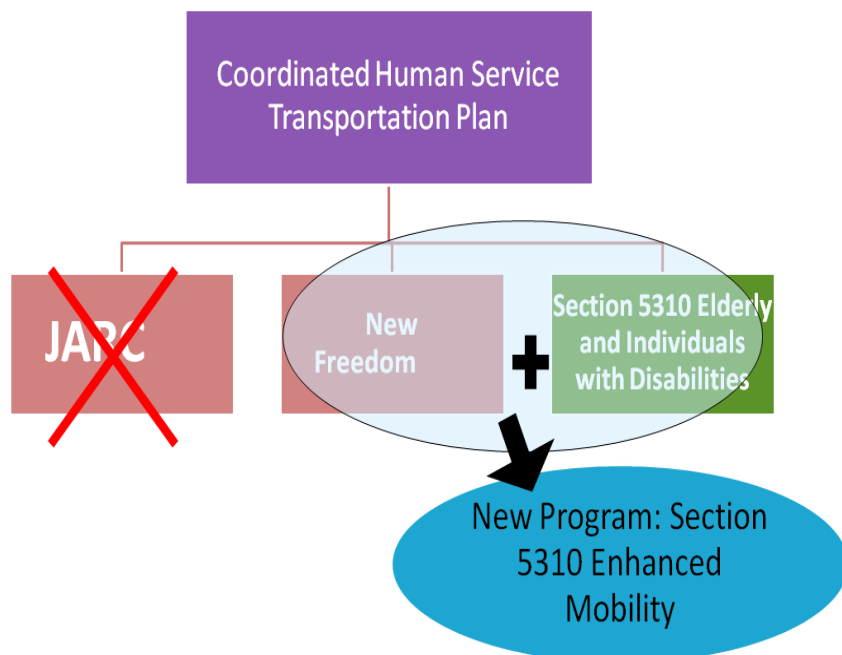 Coordinated Human Service
Transportation Plan
JARC
New
Freedom
+
Section 5310 Elderly
and Individuals
with Disabilities
New Program: Section
5310 Enhanced
Mobility